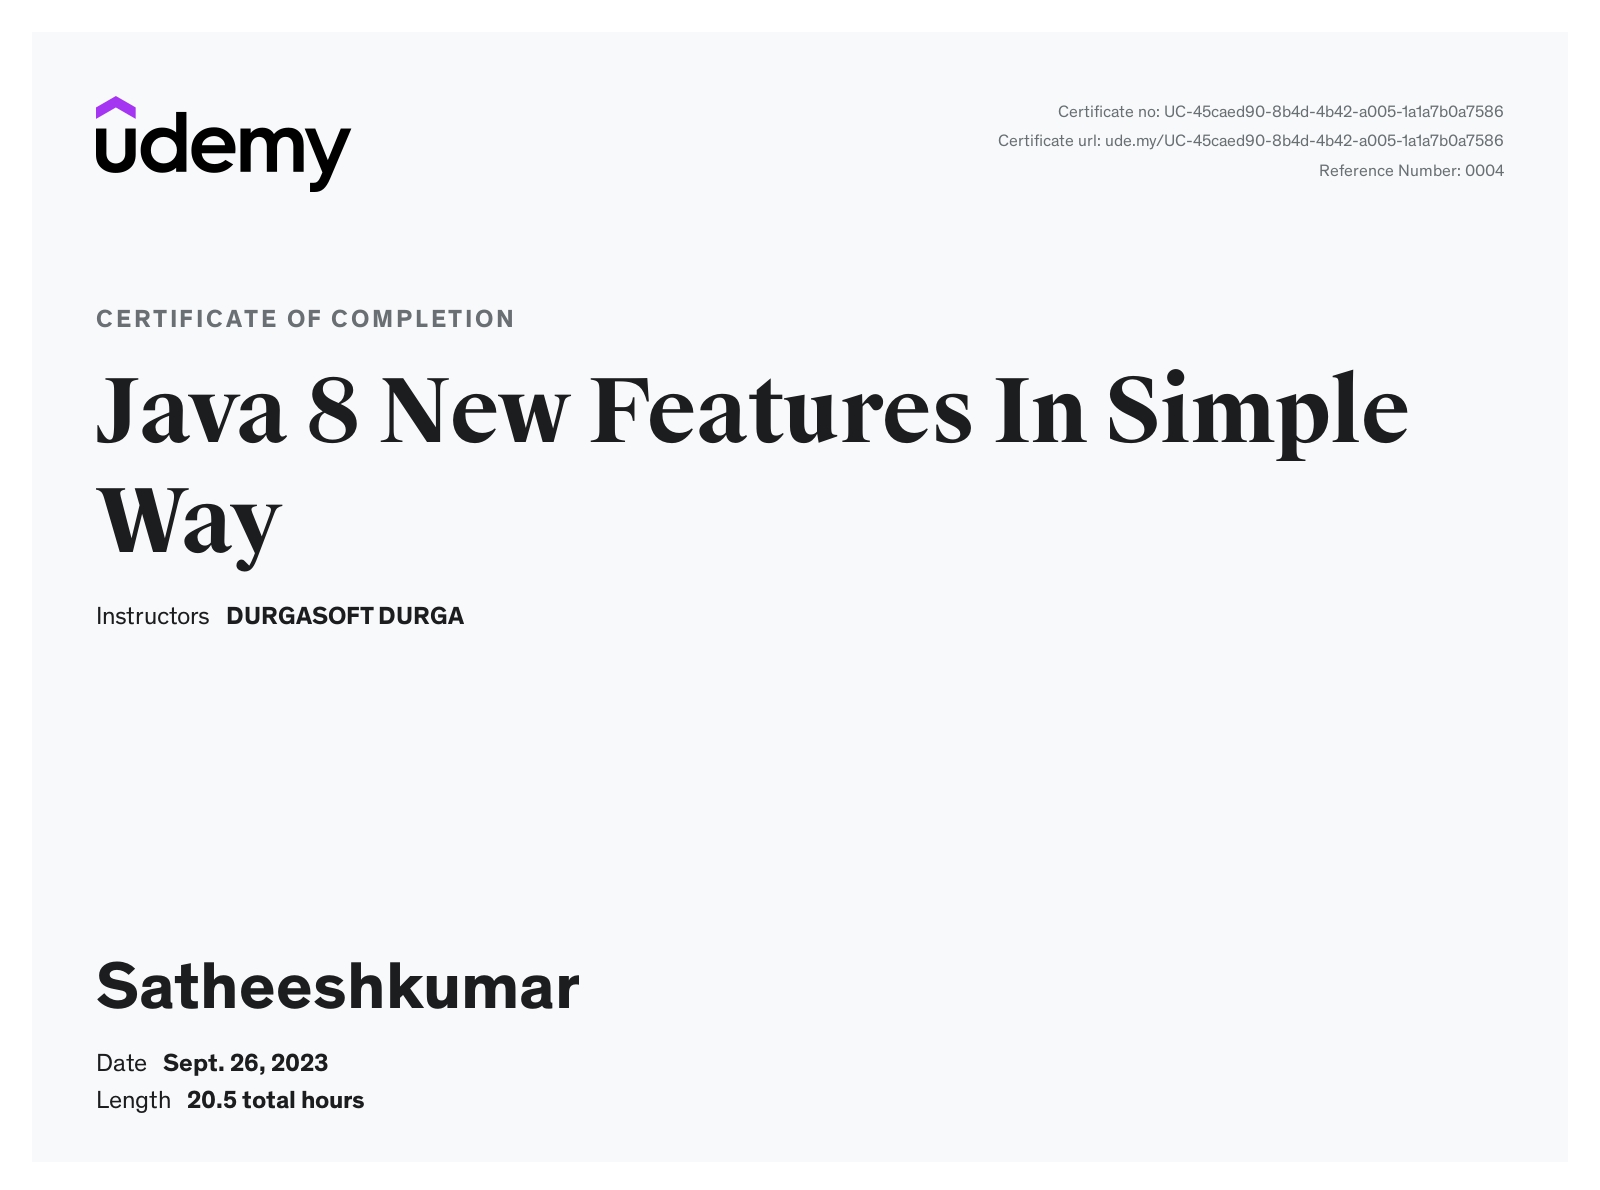 udemy
Certificate no: UC-45caed90-8b4d-4b42-a005-1a1a7b0a7586
Certificate url: ude.my/UC-45caed90-8b4d-4b42-a005-1a1a7b0a7586
Reference Number: 0004
CERTIFICATE OF COMPLETION
Java 8 New Features In Simple
Way
Instructors DURGASOFT DURGA
Satheeshkumar
Date Sept. 26, 2023
Length 20.5 total hours